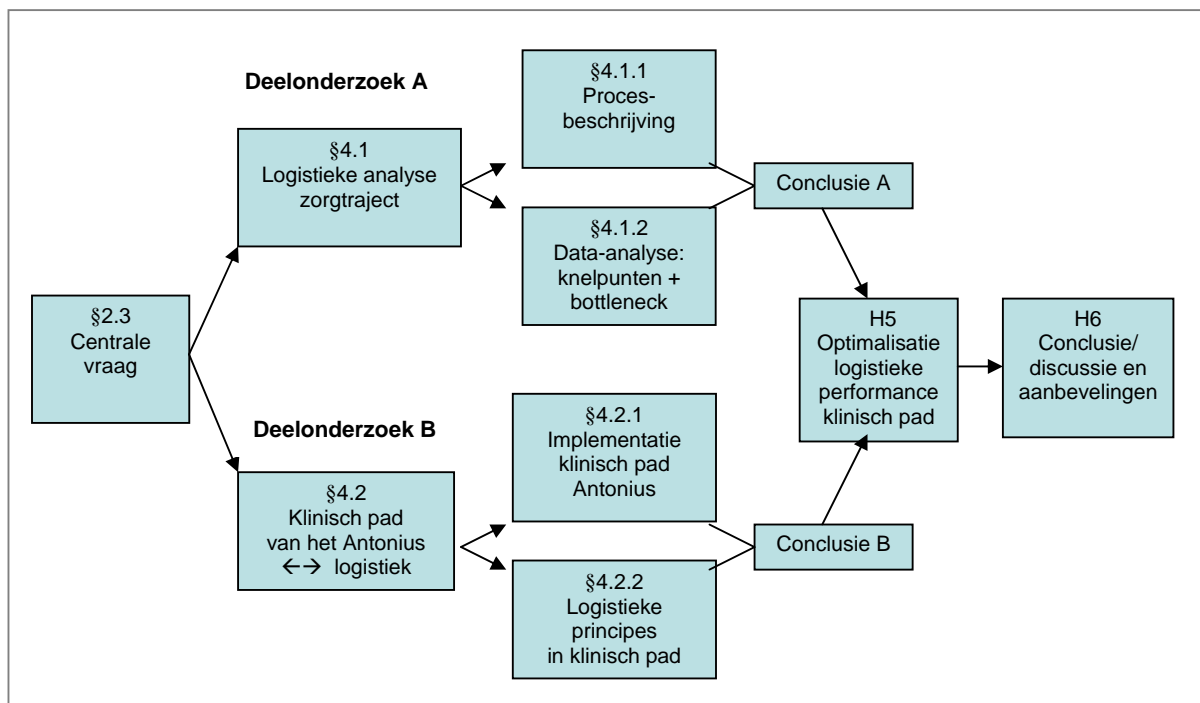 Deelonderzoek A
§4.1.1
Proces-
beschrijving
§4.1
Logistieke analyse
zorgtraject
Conclusie A
§4.1.2
Data-analyse:
knelpunten +
bottleneck
§2.3
Centrale
vraag
H5
Optimalisatie
logistieke
performance
klinisch pad
H6
Conclusie/
discussie en
aanbevelingen
Deelonderzoek B
§4.2.1
Implementatie
klinisch pad
Antonius
§4.2
Klinisch pad
van het Antonius
←→ logistiek
Conclusie B
§4.2.2
Logistieke
principes
in klinisch pad